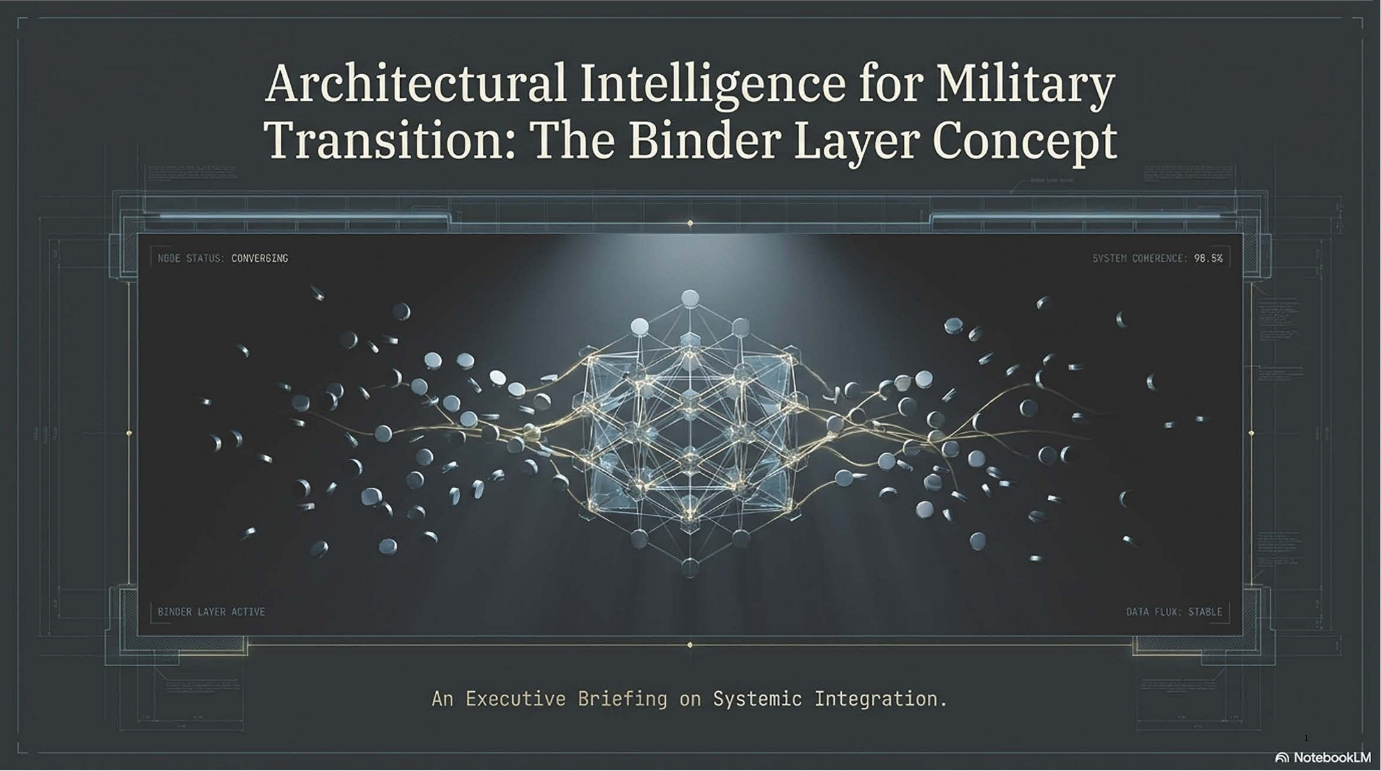 Architectural Intelligence for Military
Transition: The Binder Layer Concept
NODE STATUS: CONVERGING
SYSTEM COHERENCE: 98.5%
BINDER LAYER ACTIVE
DATA FLUX: STABLE
An Executive Briefing on Systemic Integration.
1
NotebookLM